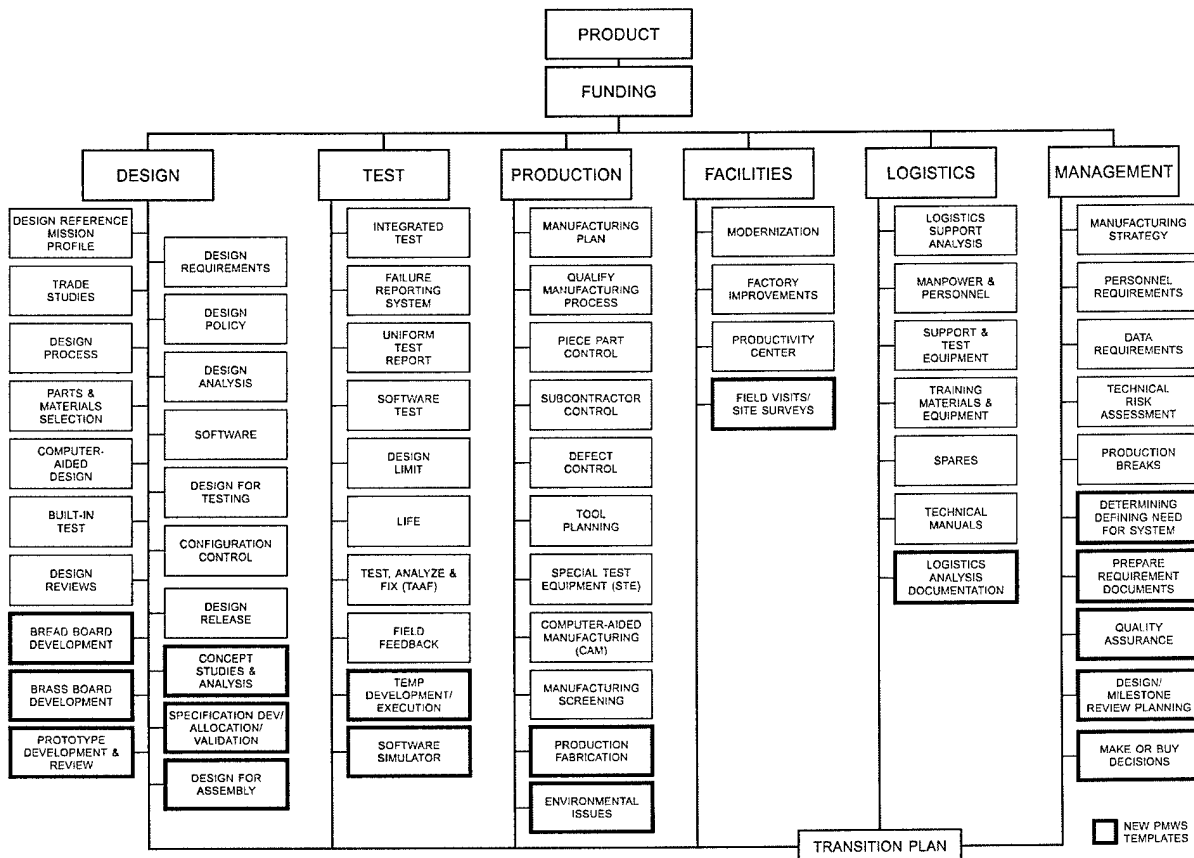 PRODUCT
FUNDING
DESIGN
TEST
PRODUCTION
FACILITIES
LOGISTICS
MANAGEMENT
DESIGN REFERENCE
MISSION
PROFILE
TRADE
STUDIES
DESIGN
PROCESS
PARTS &
MATERIALS
SELECTION
COMPUTER-
AIDED
DESIGN
BUILT-IN
TEST
DESIGN
REVIEWS
BREAD BOARD
DEVELOPMENT
BRASS BOARD
DEVELOPMENT
PROTOTYPE
DEVELOPMENT &
REVIEW
DESIGN
REQUIREMENTS
DESIGN
POLICY
DESIGN
ANALYSIS
SOFTWARE
DESIGN FOR
TESTING
CONFIGURATION
CONTROL
DESIGN
RELEASE
CONCEPT
STUDIES &
ANALYSIS
SPECIFICATION DEV/
ALLOCATION/
VALIDATION
DESIGN FOR
ASSEMBLY
INTEGRATED
TEST
FAILURE
REPORTING
SYSTEM
UNIFORM
TEST
REPORT
SOFTWARE
TEST
DESIGN
LIMIT
LIFE
TEST, ANALYZE &
FIX (TAAF)
FIELD
FEEDBACK
TEMP
DEVELOPMENT/
EXECUTION
SOFTWARE
SIMULATOR
MANUFACTURING
PLAN
QUALIFY
MANUFACTURING
PROCESS
PIECE PART
CONTROL
SUBCONTRACTOR
CONTROL
DEFECT
CONTROL
TOOL
PLANNING
SPECIAL TEST
EQUIPMENT (STE)
COMPUTER-AIDED
MANUFACTURING
(CAM)
MANUFACTURING
SCREENING
PRODUCTION
FABRICATION
ENVIRONMENTAL
ISSUES
MODERNIZATION
FACTORY
IMPROVEMENTS
PRODUCTIVITY
CENTER
FIELD VISITS/
SITE SURVEYS
LOGISTICS
SUPPORT
ANALYSIS
MANPOWER &
PERSONNEL
SUPPORT &
TEST
EQUIPMENT
TRAINING
MATERIALS &
EQUIPMENT
SPARES
TECHNICAL
MANUALS
LOGISTICS
ANALYSIS
DOCUMENTATION
MANUFACTURING
STRATEGY
PERSONNEL
REQUIREMENTS
DATA
REQUIREMENTS
TECHNICAL
RISK
ASSESSMENT
PRODUCTION
BREAKS
DETERMINING
DEFINING NEED
FOR SYSTEM
PREPARE
REQUIREMENT
DOCUMENTS
QUALITY
ASSURANCE
DESIGN/
MILESTONE
REVIEW PLANNING
MAKE OR BUY
DECISIONS
TRANSITION PLAN
NEW PMWS
TEMPLATES